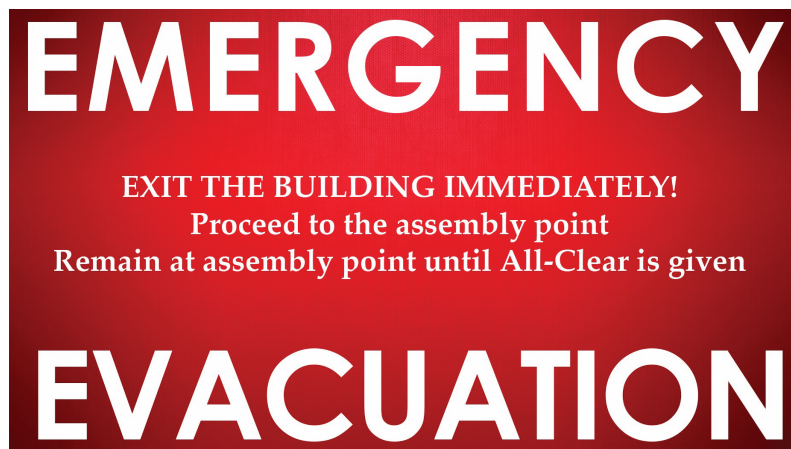 EMERGENCY
EXIT THE BUILDING IMMEDIATELY!
Proceed to the assembly point
Remain at assembly point until All-Clear is given
EVACUATION